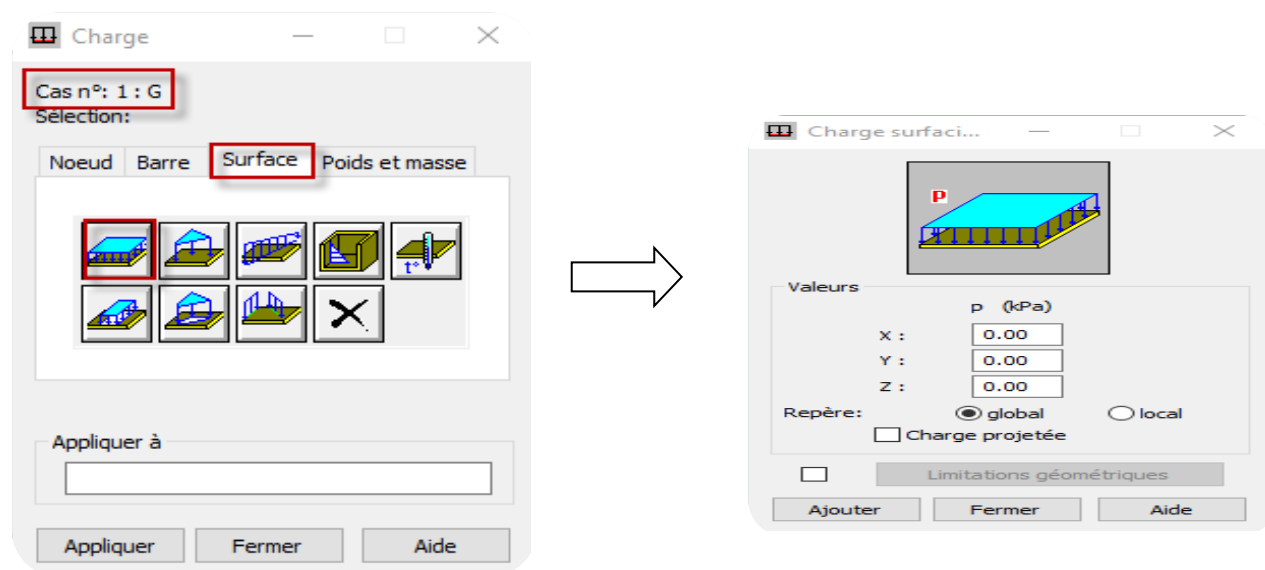 Charge
Cas n°: 1 : G
Sélection:
Noeud Barre Surface Poids et masse
t°
Appliquer à
Appliquer Fermer Aide
Charge surfaci...
P
Valeurs
p (kPa)
X : 0.00
Y : 0.00
Z : 0.00
Repère: global local
Charge projetée
Limitations géométriques
Ajouter Fermer Aide